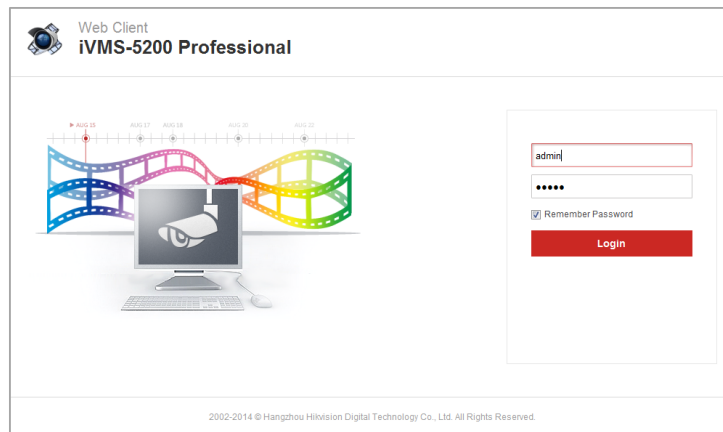 Web Client
iVMS-5200 Professional
AUG 15 AUG 17 AUG 18 AUG 20 AUG 25
admin
•••••
Remember Password
Login
2002-2014 © Hangzhou Hikvision Digital Technology Co., Ltd. All Rights Reserved.